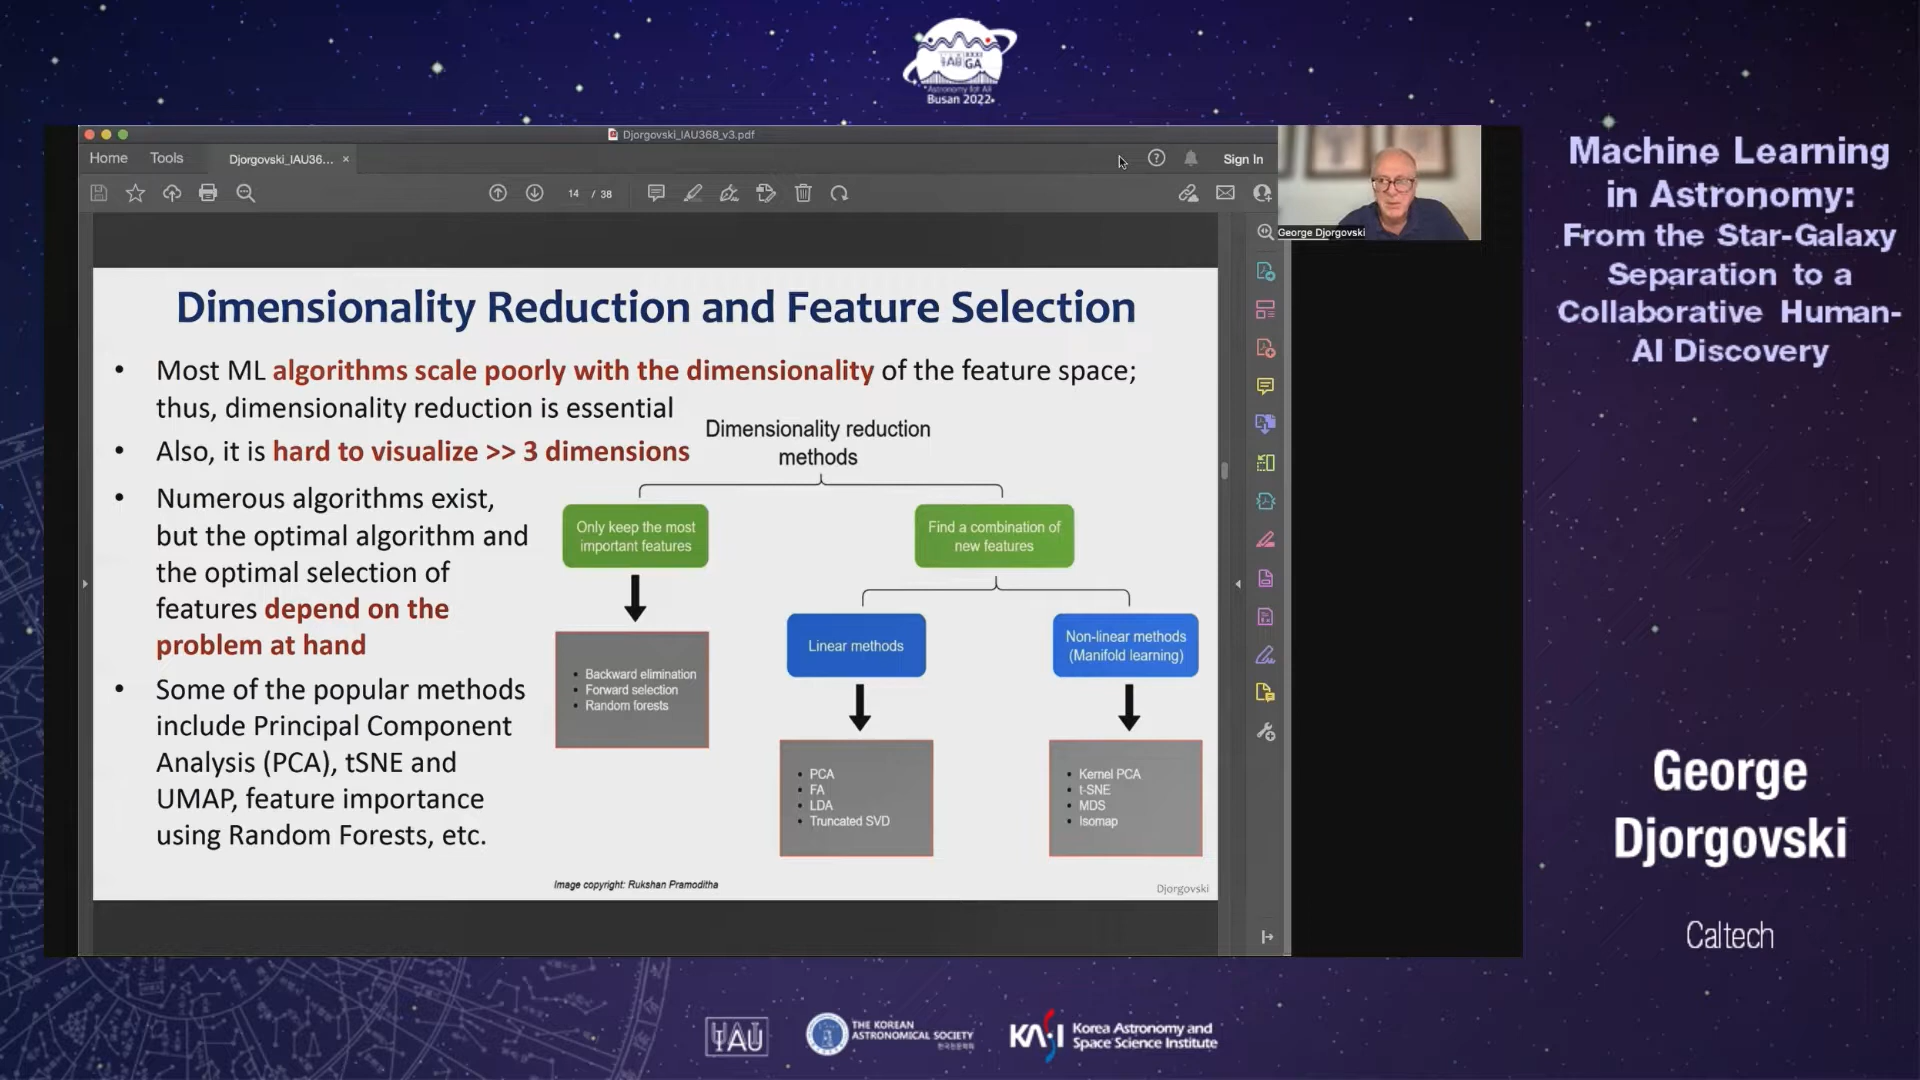 IAU XXXI GA
Astronomy for All
Busan 2022
Djorgovski_IAU368_v3.pdf
Home
Tools
Djorgovski_IAU36...
×
Sign In
14 / 38
George Djorgovski
Dimensionality Reduction and Feature Selection
• Most ML algorithms scale poorly with the dimensionality of the feature space;
thus, dimensionality reduction is essential
• Also, it is hard to visualize >> 3 dimensions
• Numerous algorithms exist,
but the optimal algorithm and
the optimal selection of
features depend on the
problem at hand
• Some of the popular methods
include Principal Component
Analysis (PCA), tSNE and
UMAP, feature importance
using Random Forests, etc.
Dimensionality reduction
methods
Only keep the most
important features
Find a combination of
new features
• Backward elimination
• Forward selection
• Random forests
Linear methods
Non-linear methods
(Manifold learning)
• PCA
• FA
• LDA
• Truncated SVD
• Kernel PCA
• t-SNE
• MDS
• Isomap
Image copyright: Rukshan Pramoditha
Djorgovski
Machine Learning
in Astronomy:
From the Star-Galaxy
Separation to a
Collaborative Human-
AI Discovery
George
Djorgovski
Caltech
IAU
THE KOREAN
ASTRONOMICAL SOCIETY
한국천문학회
KASI
Korea Astronomy and
Space Science Institute